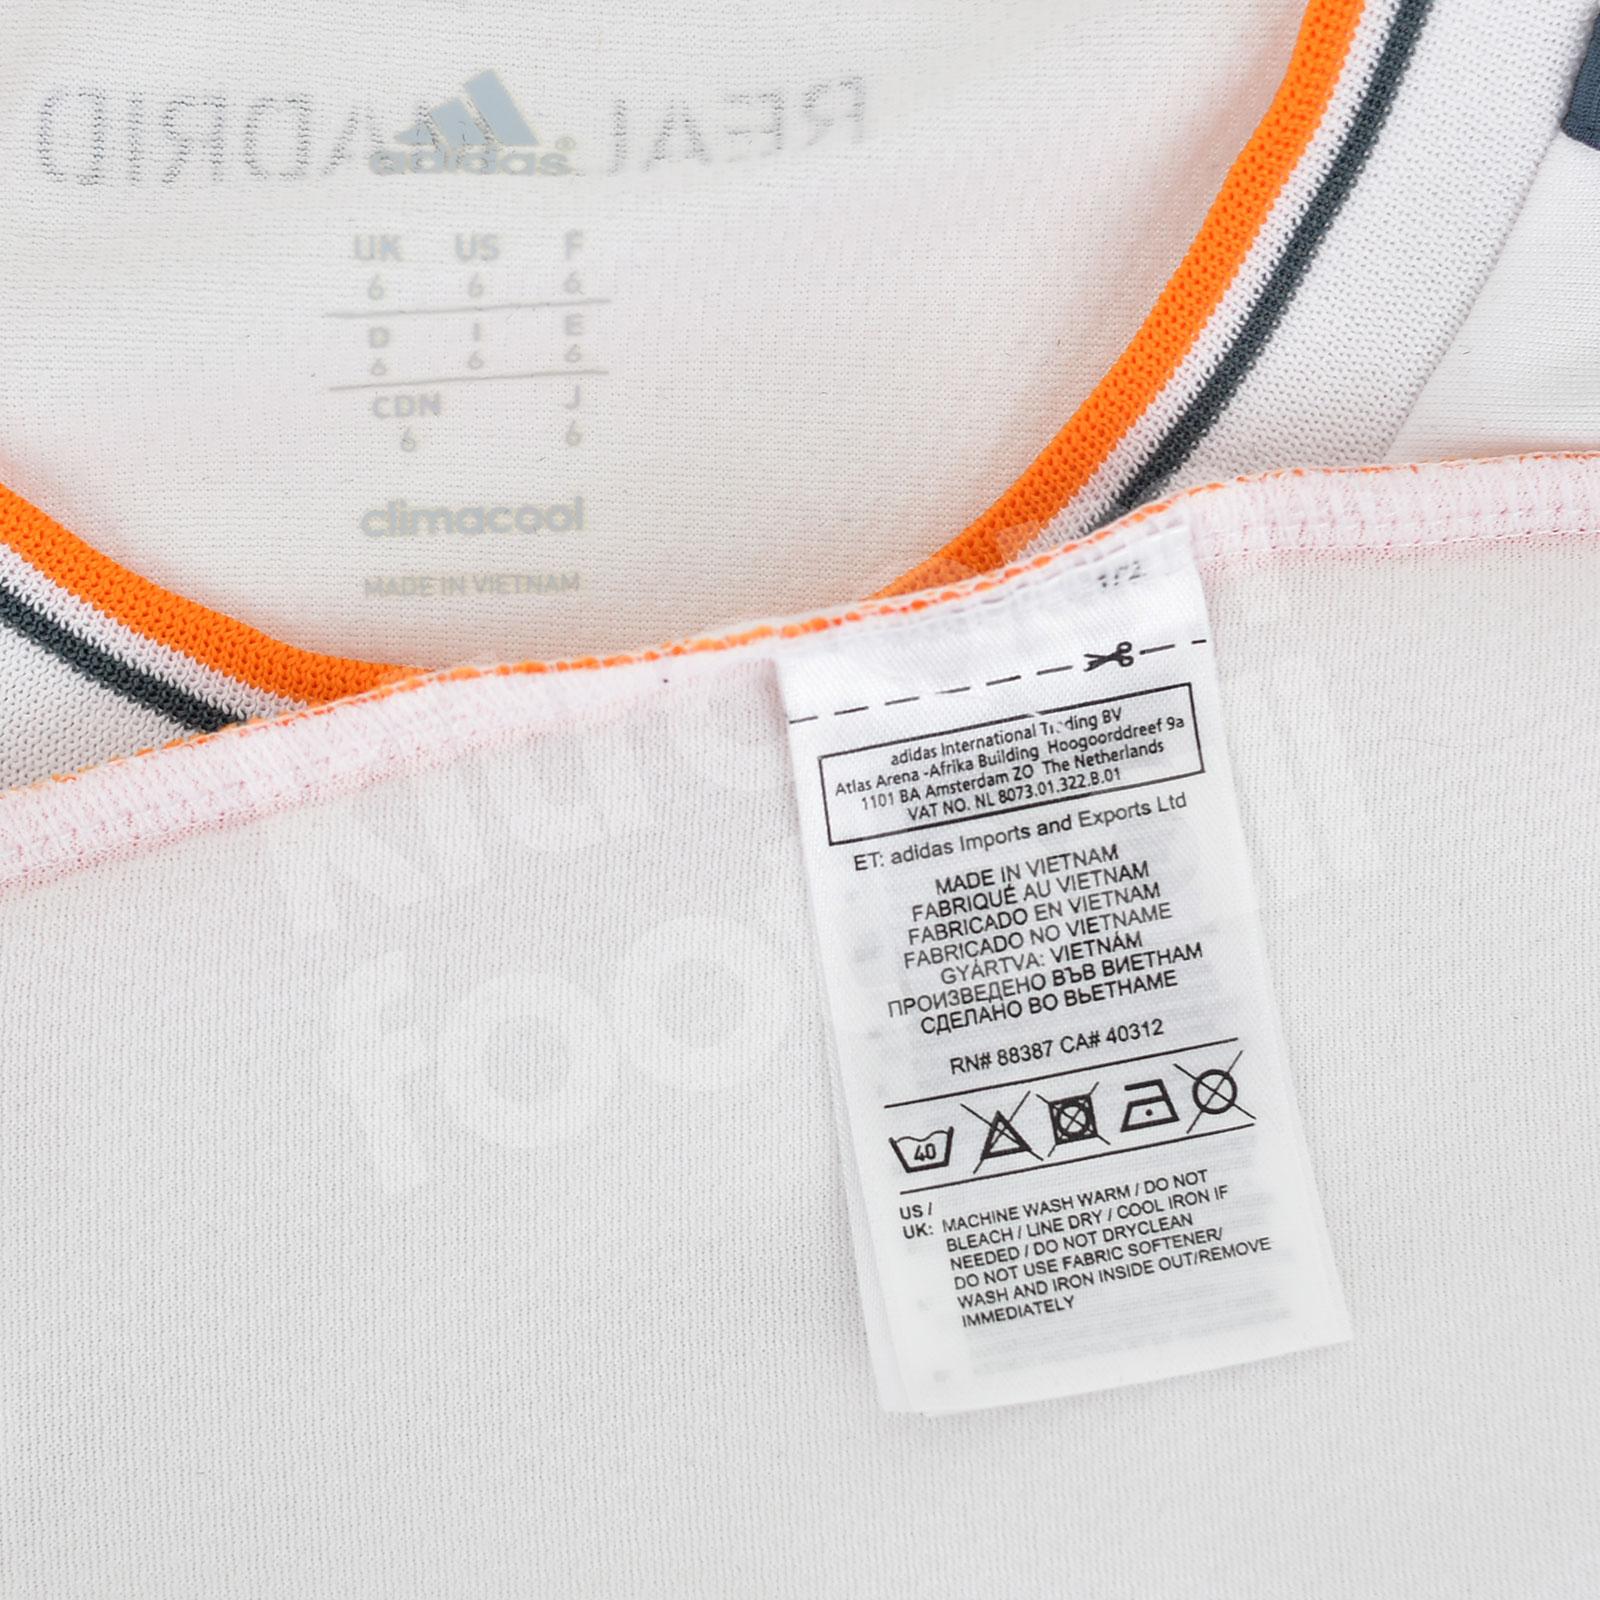 REAL MADRID
adidas®
UK US F
6 6 6
D I E
6 6 6
CDN J
6 6
climacool
MADE IN VIETNAM
1/2
adidas International Trading BV
Atlas Arena -Afrika Building Hoogoorddreef 9a
1101 BA Amsterdam ZO The Netherlands
VAT NO. NL 8073.01.322.B.01
ET: adidas Imports and Exports Ltd
MADE IN VIETNAM
FABRIQUÉ AU VIETNAM
FABRICADO EN VIETNAM
FABRICADO NO VIETNAME
GYÁRTVA: VIETNÁM
ПРОИЗВЕДЕНО ВЪВ ВИЕТНАМ
СДЕЛАНО ВО ВЬЕТНАМЕ
RN# 88387 CA# 40312
40
US / UK: MACHINE WASH WARM / DO NOT
BLEACH / LINE DRY / COOL IRON IF
NEEDED / DO NOT DRYCLEAN
DO NOT USE FABRIC SOFTENER/
WASH AND IRON INSIDE OUT/REMOVE
IMMEDIATELY